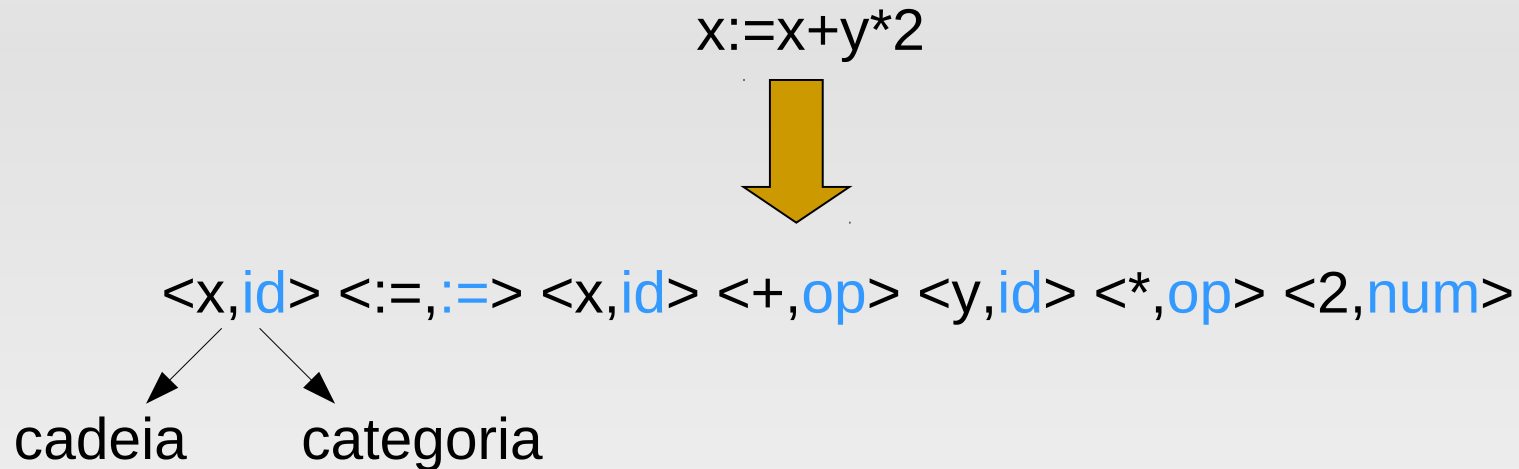 x:=x+y*2
<x,id> <:=,:=> <x,id> <+,op> <y,id> <*,op> <2,num>
cadeia categoria